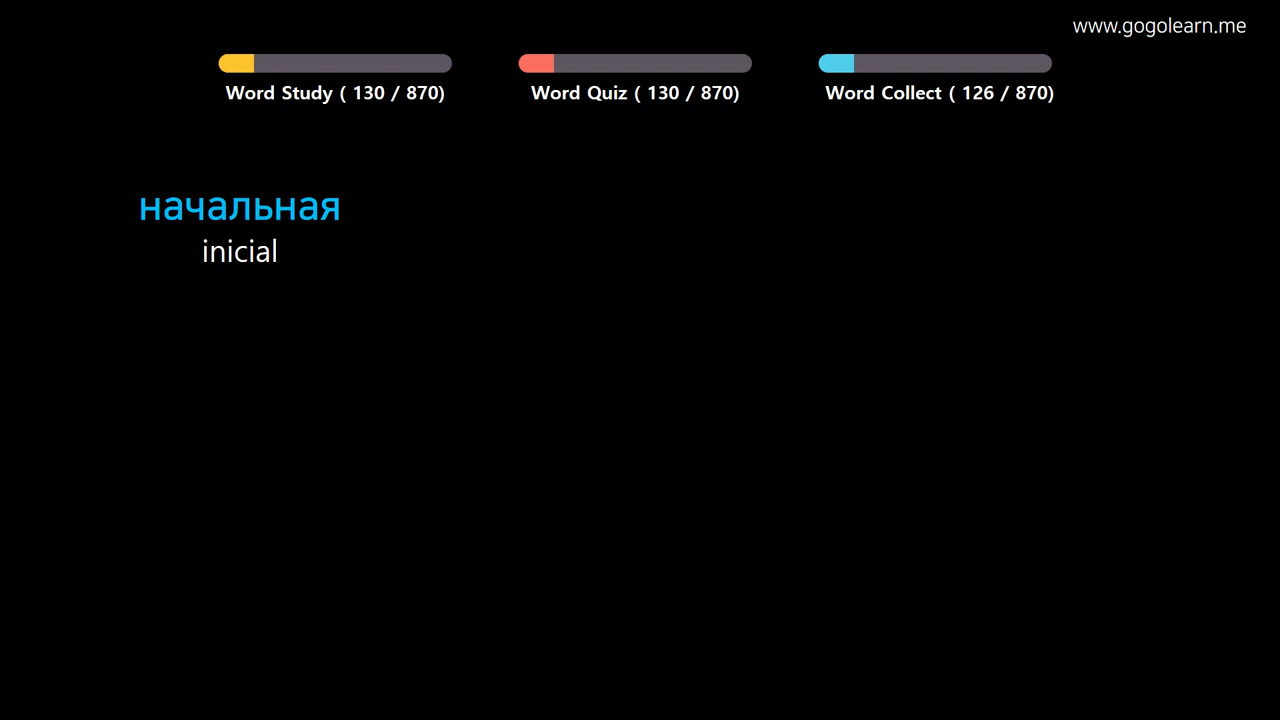 www.gogolearn.me
Word Study ( 130 / 870)
Word Quiz ( 130 / 870)
Word Collect ( 126 / 870)
начальная
inicial